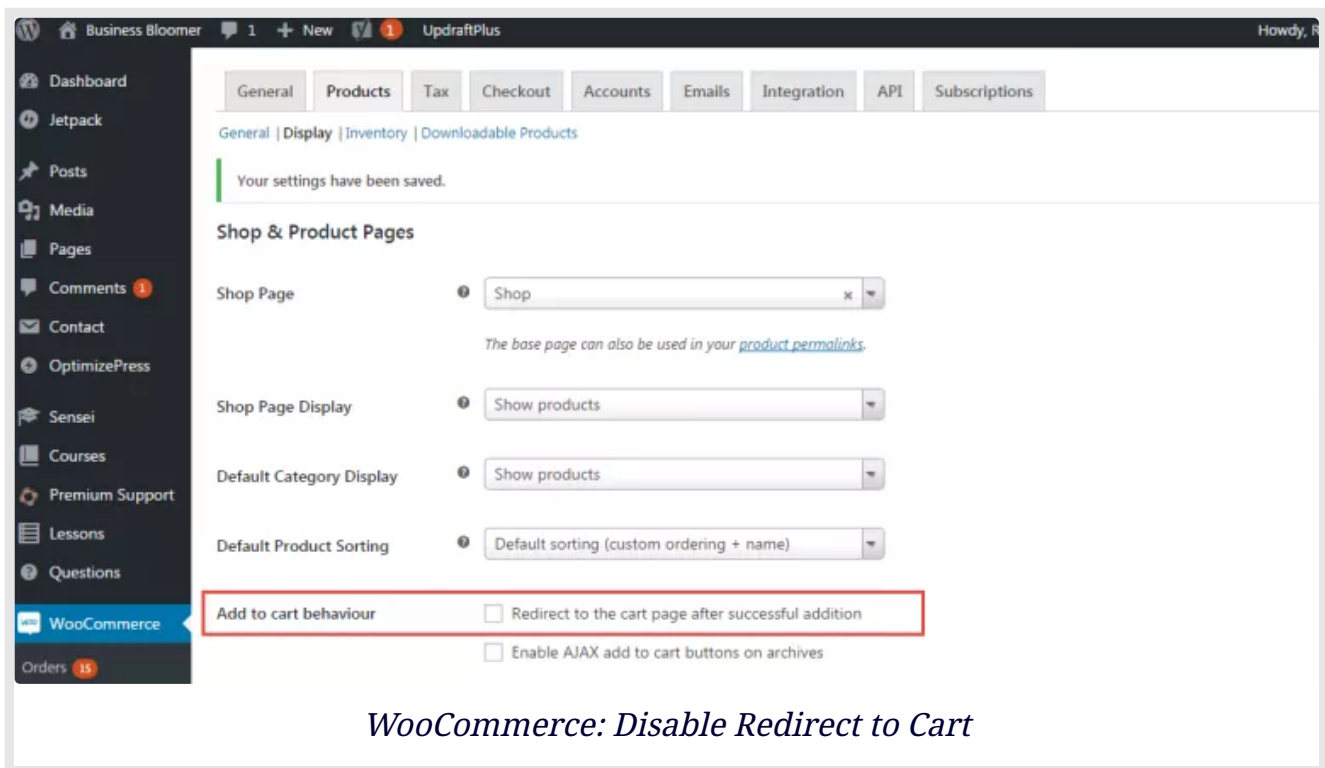 Business Bloomer 1 + New 1 UpdraftPlus Howdy, R
Dashboard
Jetpack
Posts
Media
Pages
Comments 1
Contact
OptimizePress
Sensei
Courses
Premium Support
Lessons
Questions
WooCommerce
Orders 15
General Products Tax Checkout Accounts Emails Integration API Subscriptions
General | Display | Inventory | Downloadable Products
Your settings have been saved.
Shop & Product Pages
Shop Page Shop
The base page can also be used in your product permalinks.
Shop Page Display Show products
Default Category Display Show products
Default Product Sorting Default sorting (custom ordering + name)
Add to cart behaviour Redirect to the cart page after successful addition
Enable AJAX add to cart buttons on archives
WooCommerce: Disable Redirect to Cart